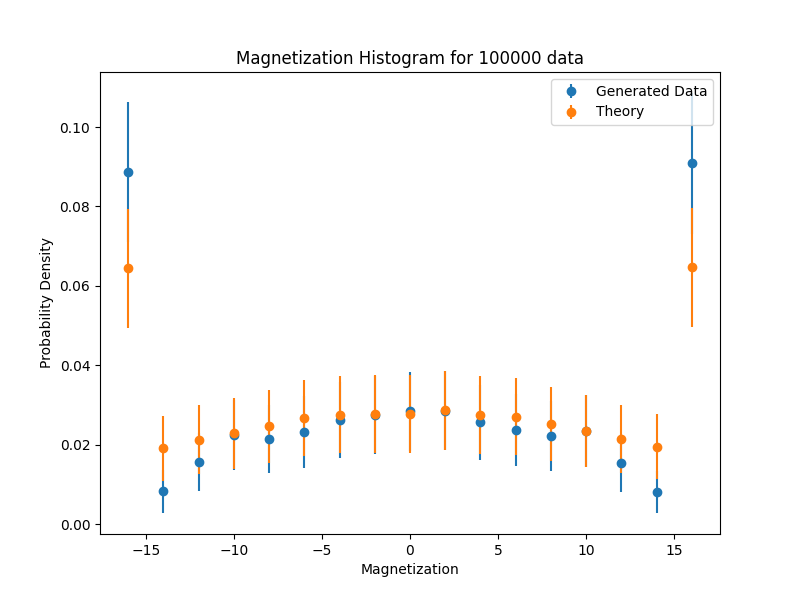 Magnetization Histogram for 100000 data
Generated Data
Theory
Probability Density
0.10
0.08
0.06
0.04
0.02
0.00
−15
−10
−5
0
5
10
15
Magnetization